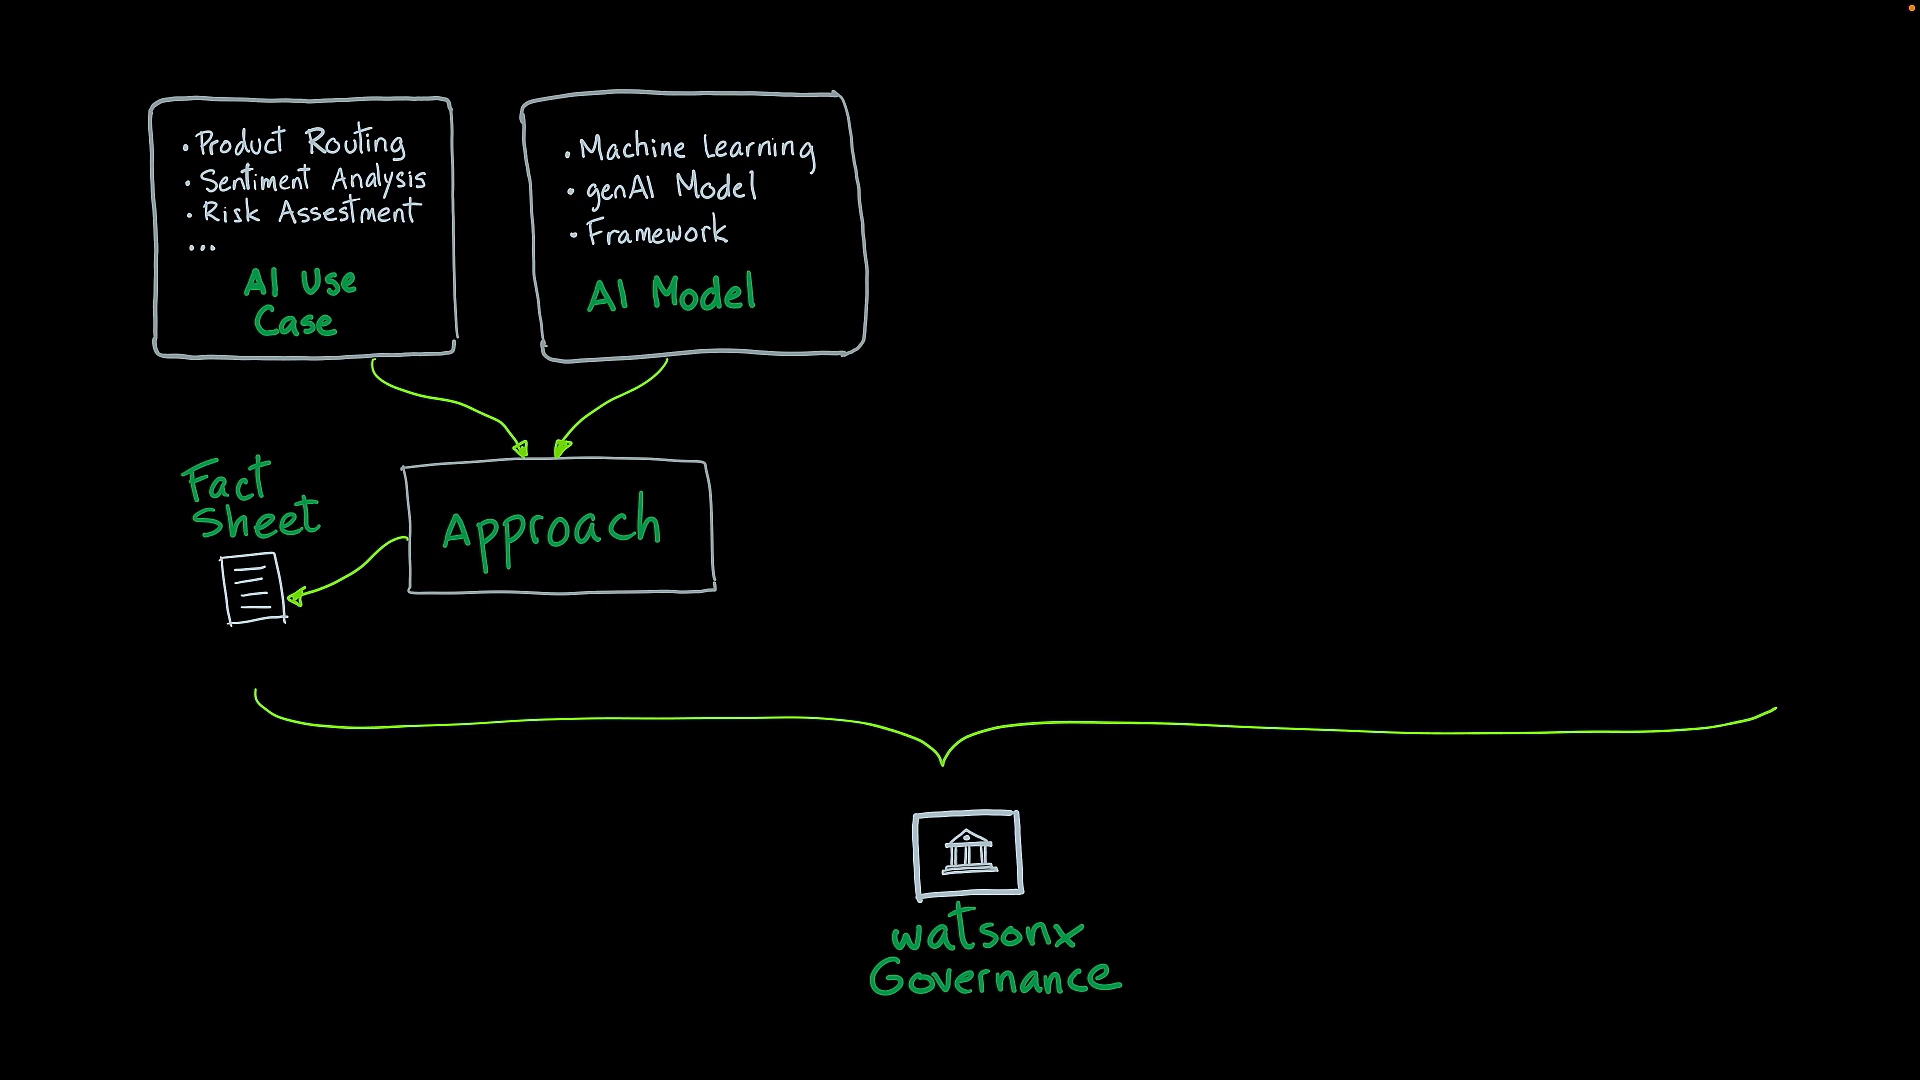 • Product Routing
• Sentiment Analysis
• Risk Assestment
...
AI Use
Case
• Machine Learning
• genAI Model
• Framework
AI Model
Fact
Sheet
Approach
watsonx
Governance